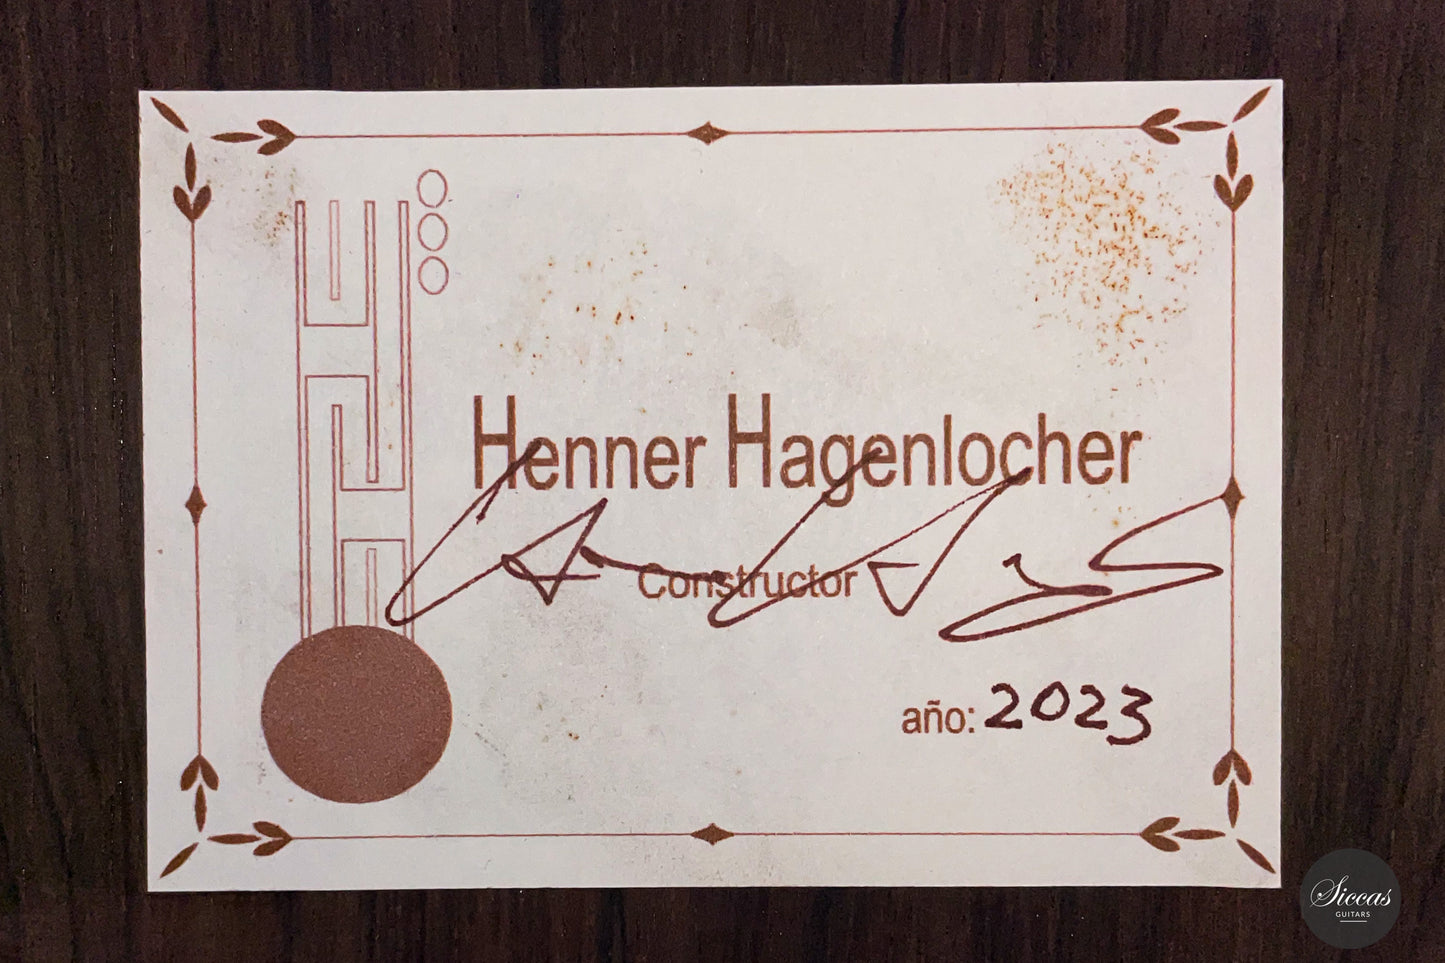 Henner Hagenlocher
Constructor
año: 2023
Siccas
GUITARS